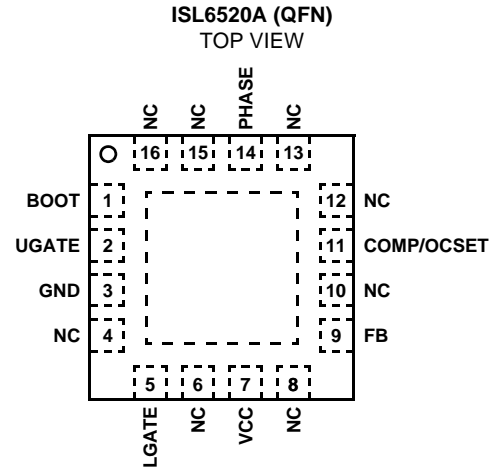 ISL6520A (QFN)
TOP VIEW
NC NC PHASE NC
16 15 14 13
BOOT 1 12 NC
UGATE 2 11 COMP/OCSET
GND 3 10 NC
NC 4 9 FB
5 6 7 8
LGATE NC VCC NC